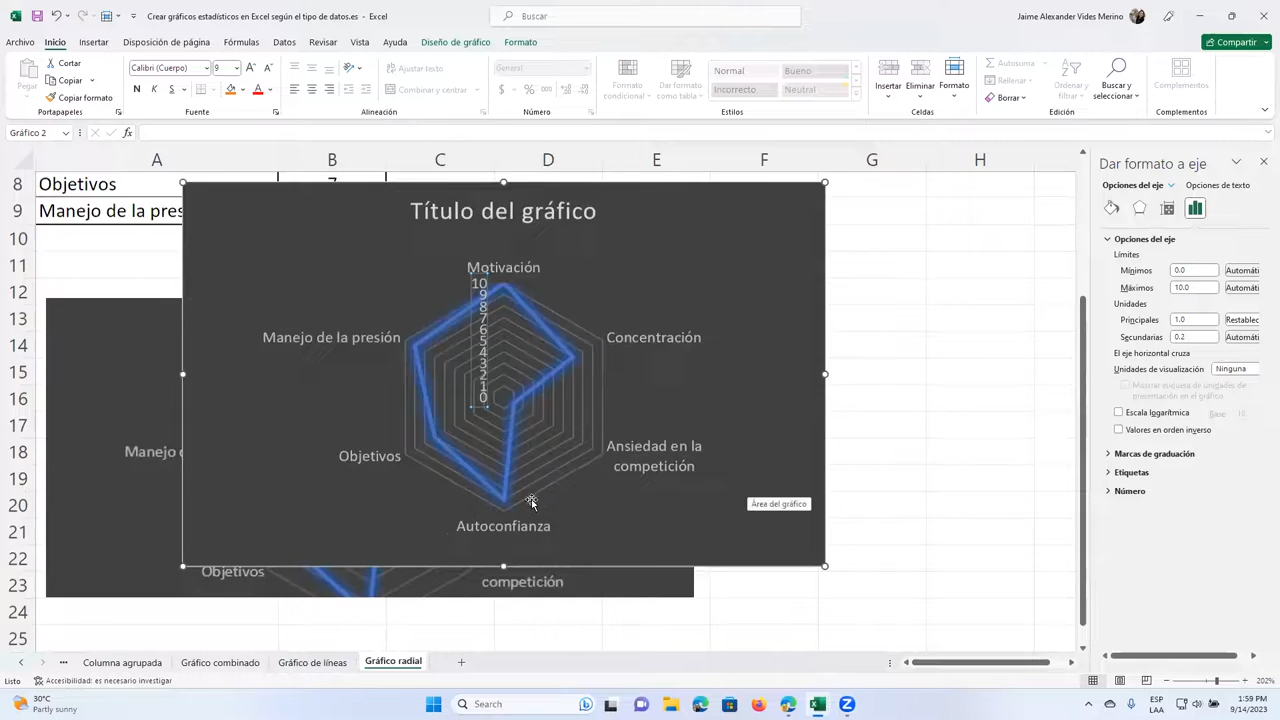 Crear gráficos estadísticos en Excel según el tipo de datos.es - Excel
Buscar
Jaime Alexander Vides Merino
Archivo Inicio Insertar Disposición de página Fórmulas Datos Revisar Vista Ayuda Diseño de gráfico Formato
Compartir
Pegar
Cortar
Copiar
Copiar formato
Portapapeles
Calibri (Cuerpo) 9
N K S
Fuente
Ajustar texto
Combinar y centrar
Alineación
General
Número
Formato condicional
Dar formato como tabla
Normal Bueno
Incorrecto Neutral
Estilos
Insertar Eliminar Formato
Celdas
Autosuma
Rellenar
Borrar
Ordenar y filtrar
Buscar y seleccionar
Edición
Complementos
Complementos
Gráfico 2
fx
A B C D E F G H
8 Objetivos 7
9 Manejo de la pres
10
11
12
13
14
15
16
17
18
19
20
21
22
23
24
25
Título del gráfico
Motivación
10
9
8
7
6
5
4
3
2
1
0
Manejo de la presión
Concentración
Objetivos
Ansiedad en la
competición
Autoconfianza
Área del gráfico
Manejo
Objetivos
competición
Dar formato a eje
Opciones del eje Opciones de texto
Opciones del eje
Límites
Mínimos 0.0 Automáti
Máximos 10.0 Automáti
Unidades
Principales 1.0 Restablec
Secundarias 0.2 Automáti
El eje horizontal cruza
Unidades de visualización Ninguna
Mostrar etiqueta de unidades de
presentación en el gráfico
Escala logarítmica Base 10
Valores en orden inverso
Marcas de graduación
Etiquetas
Número
Columna agrupada Gráfico combinado Gráfico de líneas Gráfico radial
Listo Accesibilidad: es necesario investigar
202%
30°C
Partly sunny
Search
ESP
LAA
1:59 PM
9/14/2023